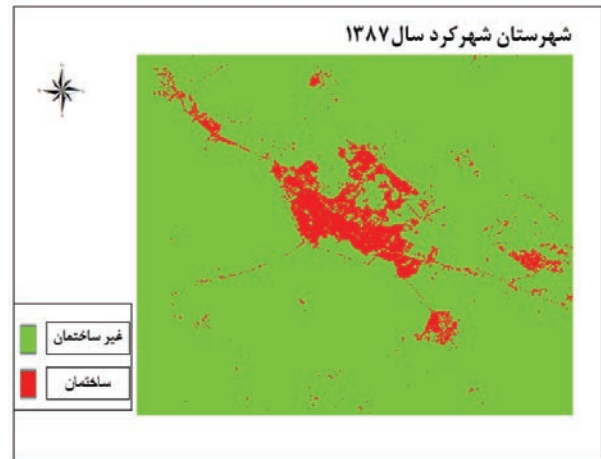 شهرستان شهرکرد سال ۱۳۸۷
غیر ساختمان
ساختمان